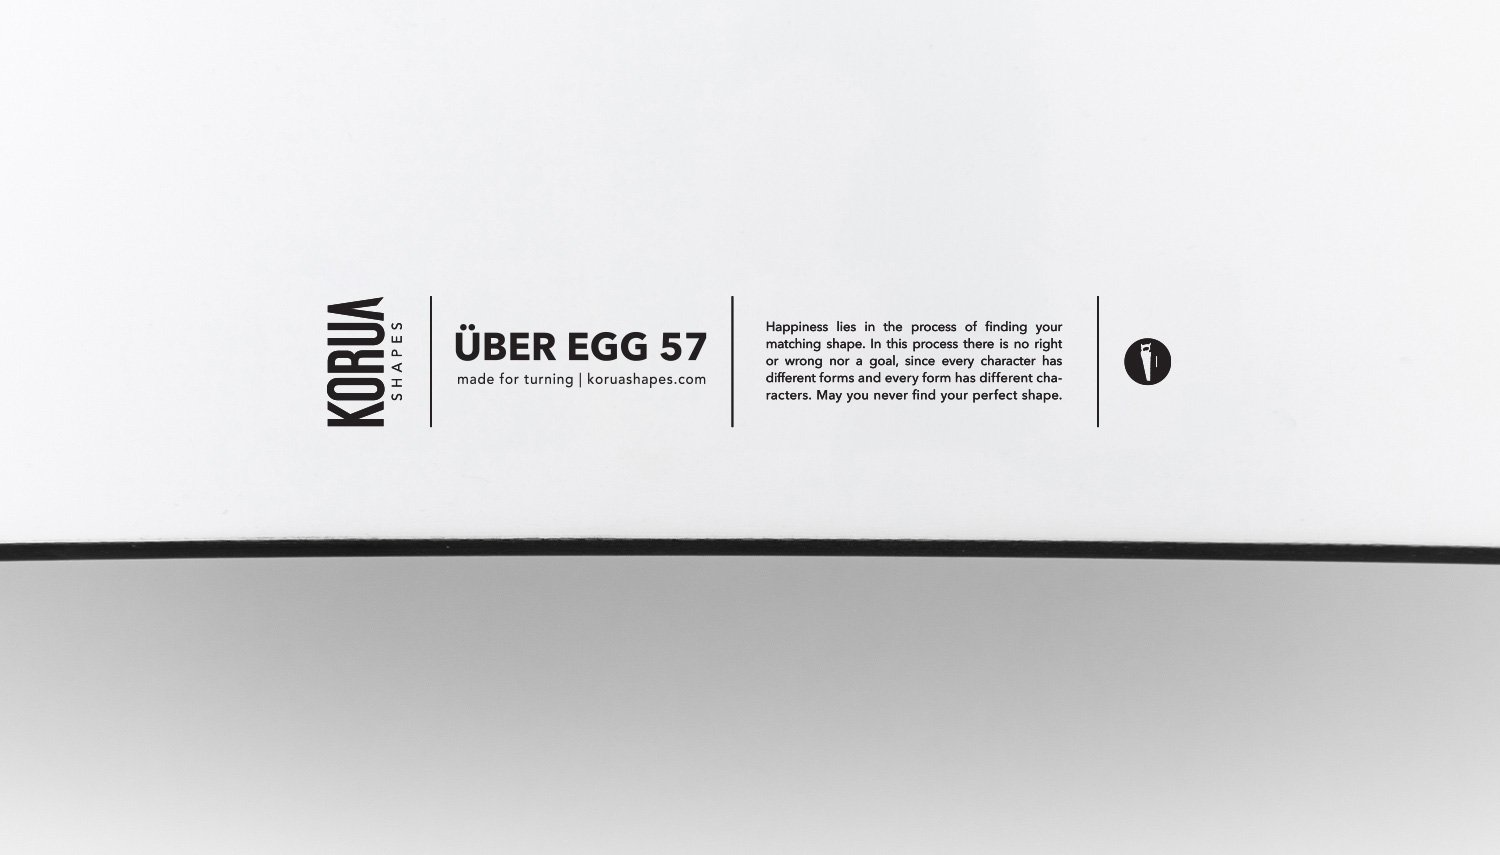 KORUA
SHAPES
ÜBER EGG 57
made for turning | koruashapes.com
Happiness lies in the process of finding your
matching shape. In this process there is no right
or wrong nor a goal, since every character has
different forms and every form has different cha-
racters. May you never find your perfect shape.